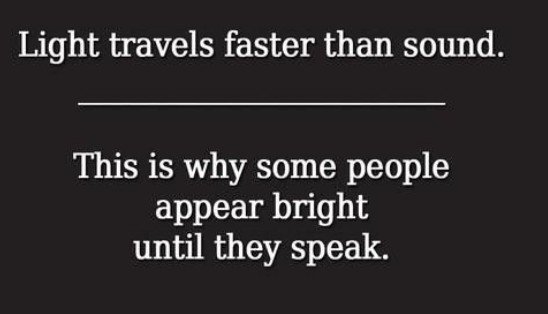 Light travels faster than sound.
This is why some people
appear bright
until they speak.